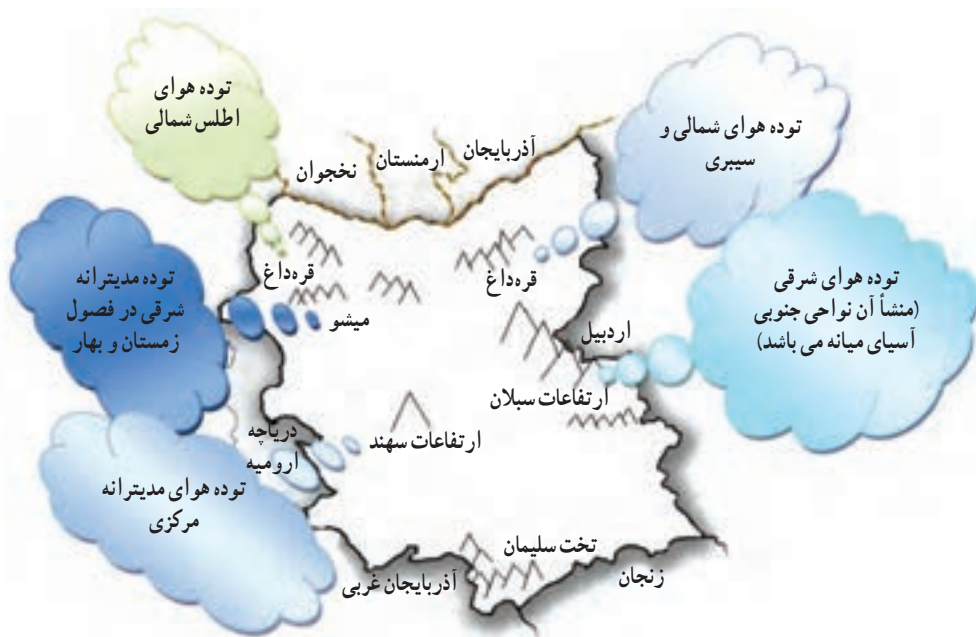 توده هوای
اطلس شمالی
توده هوای شمالی و
سیبری
آذربایجان
ارمنستان
نخجوان
توده هوای شرقی
(منشأ آن نواحی جنوبی
آسیای میانه می باشد)
توده مدیترانه
شرقی در فصول
زمستان و بهار
قره‌داغ
قره‌داغ
میشو
اردبیل
ارتفاعات سبلان
ارتفاعات سهند
دریاچه
ارومیه
توده هوای مدیترانه
مرکزی
تخت سلیمان
زنجان
آذربایجان غربی